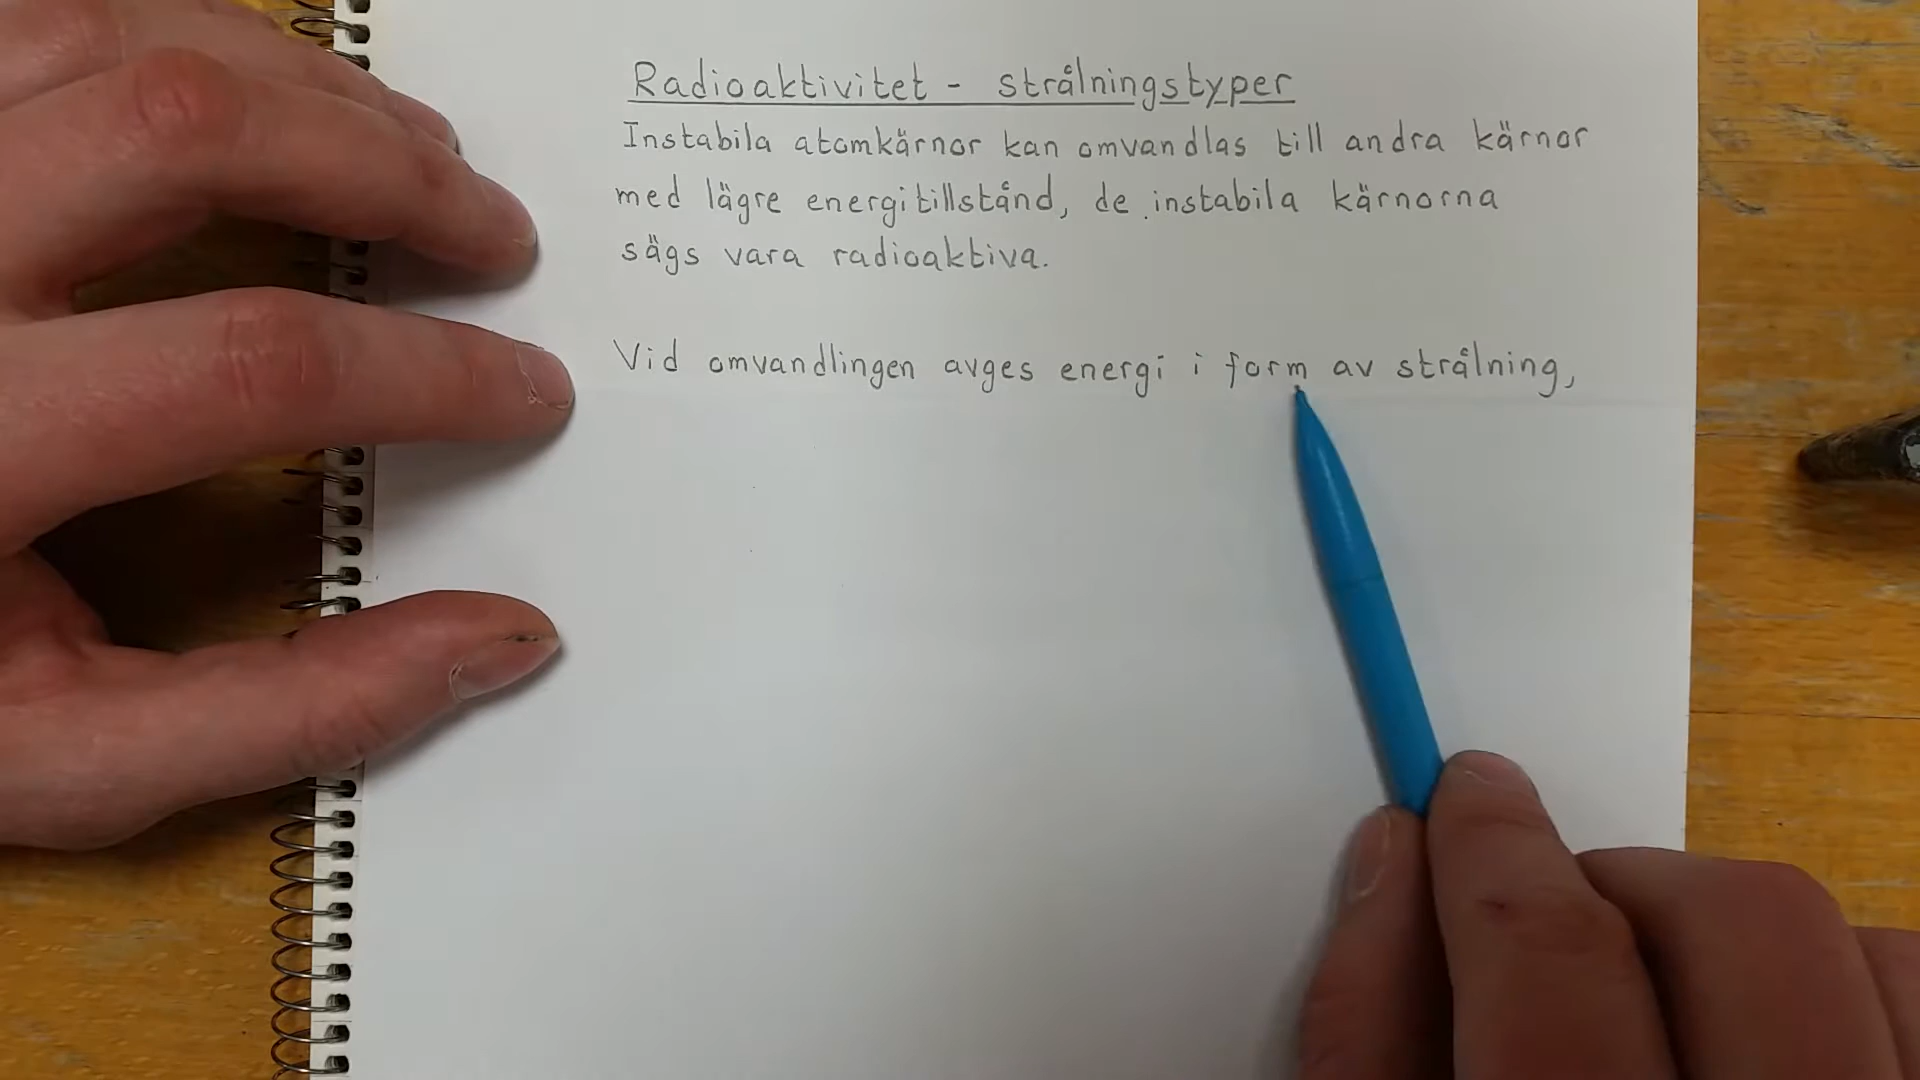 Radioaktivitet - strålningstyper
Instabila atomkärnor kan omvandlas till andra kärnor
med lägre energitillstånd, de instabila kärnorna
sägs vara radioaktiva.
Vid omvandlingen avges energi i form av strålning,